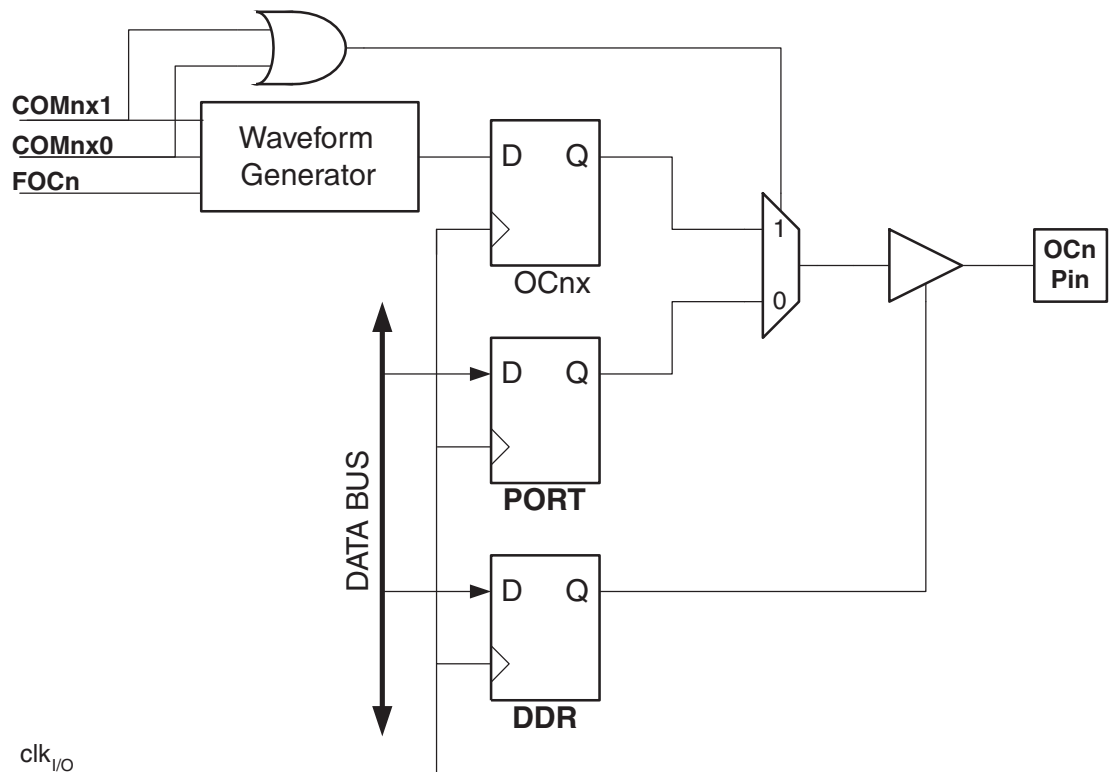 COMnx1
COMnx0
FOCn
Waveform
Generator
D Q
OCnx
1
0
OCn
Pin
D Q
PORT
DATA BUS
D Q
DDR
clkI/O